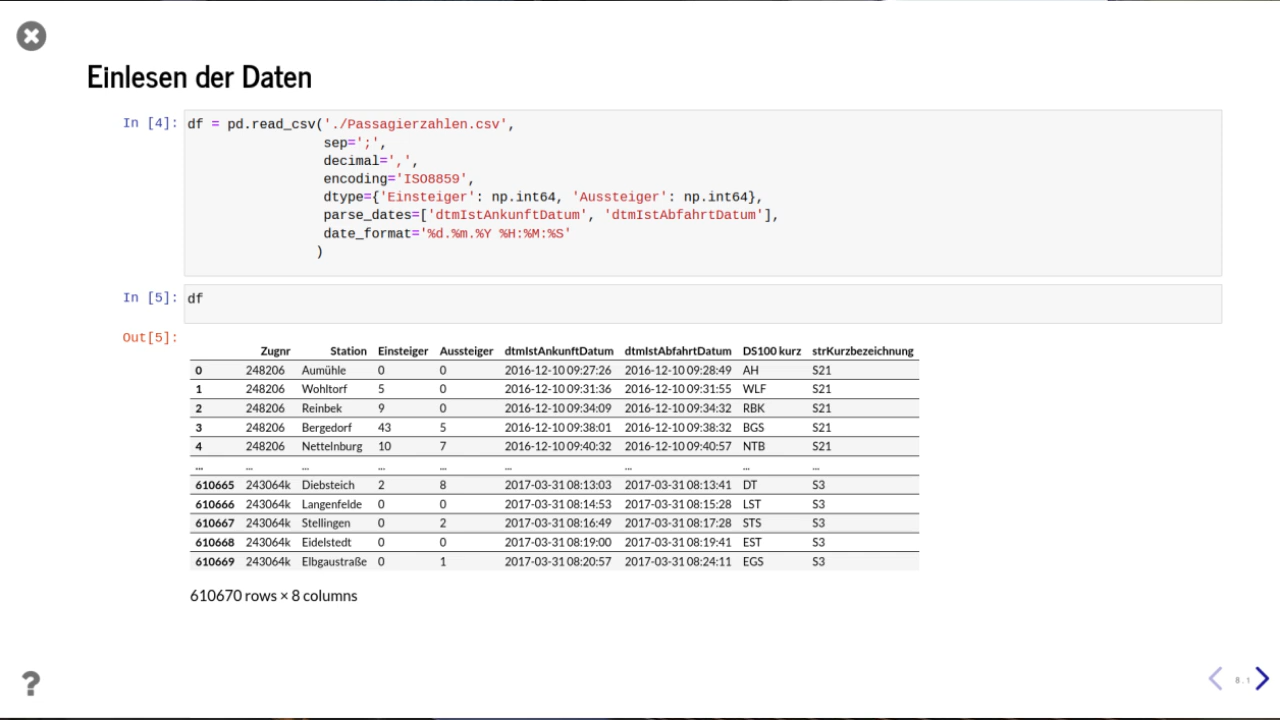 Einlesen der Daten
In [4]: df = pd.read_csv('./Passagierzahlen.csv',
sep=';',
decimal=',',
encoding='ISO8859',
dtype={'Einsteiger': np.int64, 'Aussteiger': np.int64},
parse_dates=['dtmIstAnkunftDatum', 'dtmIstAbfahrtDatum'],
date_format='%d.%m.%Y %H:%M:%S'
)
In [5]: df
Out[5]:
Zugnr Station Einsteiger Aussteiger dtmIstAnkunftDatum dtmIstAbfahrtDatum DS100 kurz strKurzbezeichnung
0 248206 Aumühle 0 0 2016-12-10 09:27:26 2016-12-10 09:28:49 AH S21
1 248206 Wohltorf 5 0 2016-12-10 09:31:36 2016-12-10 09:31:55 WLF S21
2 248206 Reinbek 9 0 2016-12-10 09:34:09 2016-12-10 09:34:32 RBK S21
3 248206 Bergedorf 43 5 2016-12-10 09:38:01 2016-12-10 09:38:32 BGS S21
4 248206 Nettelnburg 10 7 2016-12-10 09:40:32 2016-12-10 09:40:57 NTB S21
... ... ... ... ... ... ... ... ...
610665 243064k Diebsteich 2 8 2017-03-31 08:13:03 2017-03-31 08:13:41 DT S3
610666 243064k Langenfelde 0 0 2017-03-31 08:14:53 2017-03-31 08:15:28 LST S3
610667 243064k Stellingen 0 2 2017-03-31 08:16:49 2017-03-31 08:17:28 STS S3
610668 243064k Eidelstedt 0 0 2017-03-31 08:19:00 2017-03-31 08:19:41 EST S3
610669 243064k Elbgaustraße 0 1 2017-03-31 08:20:57 2017-03-31 08:24:11 EGS S3
610670 rows × 8 columns
?
8.1